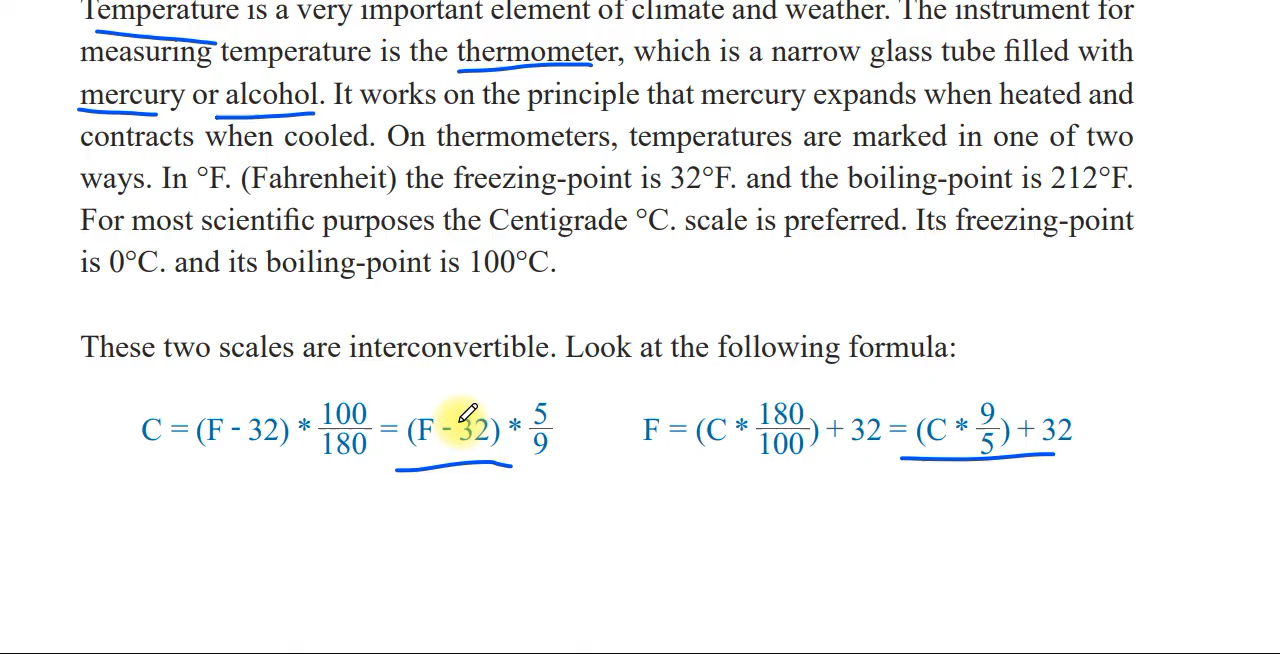 Temperature is a very important element of climate and weather. The instrument for
measuring temperature is the thermometer, which is a narrow glass tube filled with
mercury or alcohol. It works on the principle that mercury expands when heated and
contracts when cooled. On thermometers, temperatures are marked in one of two
ways. In °F. (Fahrenheit) the freezing-point is 32°F. and the boiling-point is 212°F.
For most scientific purposes the Centigrade °C. scale is preferred. Its freezing-point
is 0°C. and its boiling-point is 100°C.
These two scales are interconvertible. Look at the following formula:
C = (F - 32) * 100/180 = (F - 32) * 5/9 F = (C * 180/100) + 32 = (C * 9/5) + 32